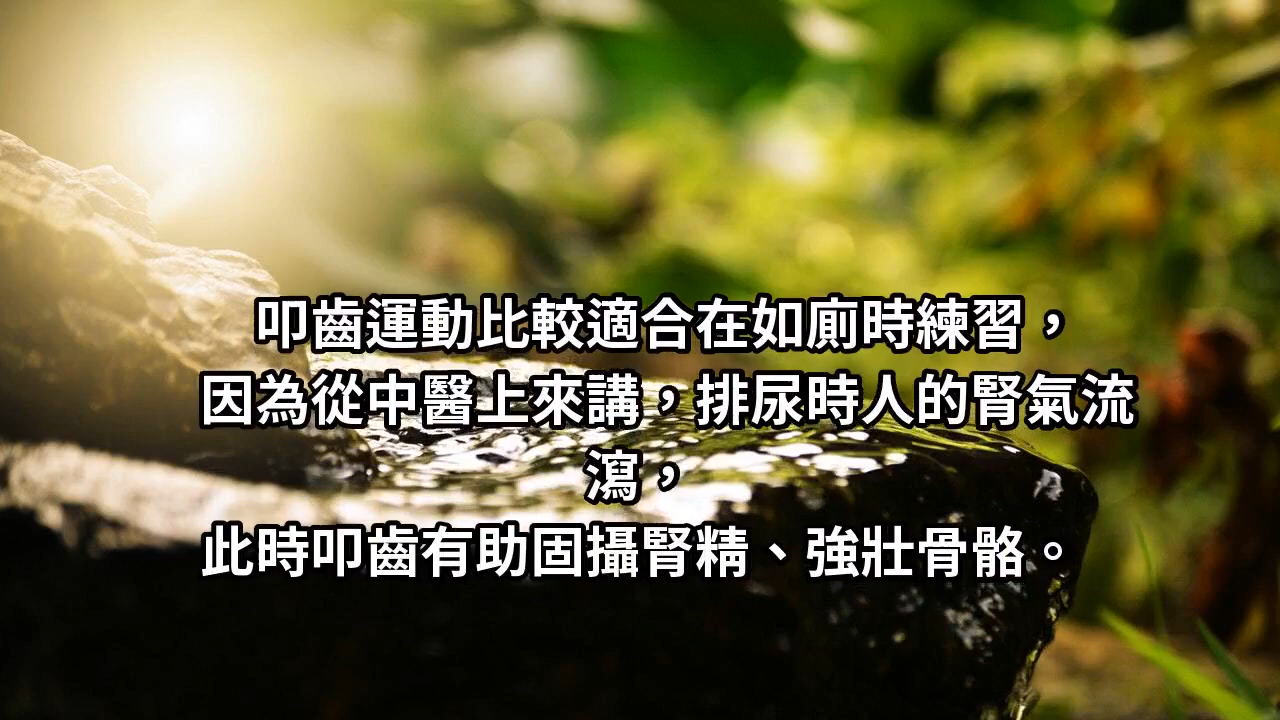 叩齒運動比較適合在如廁時練習，
因為從中醫上來講，排尿時人的腎氣流
瀉，
此時叩齒有助固攝腎精、強壯骨骼。